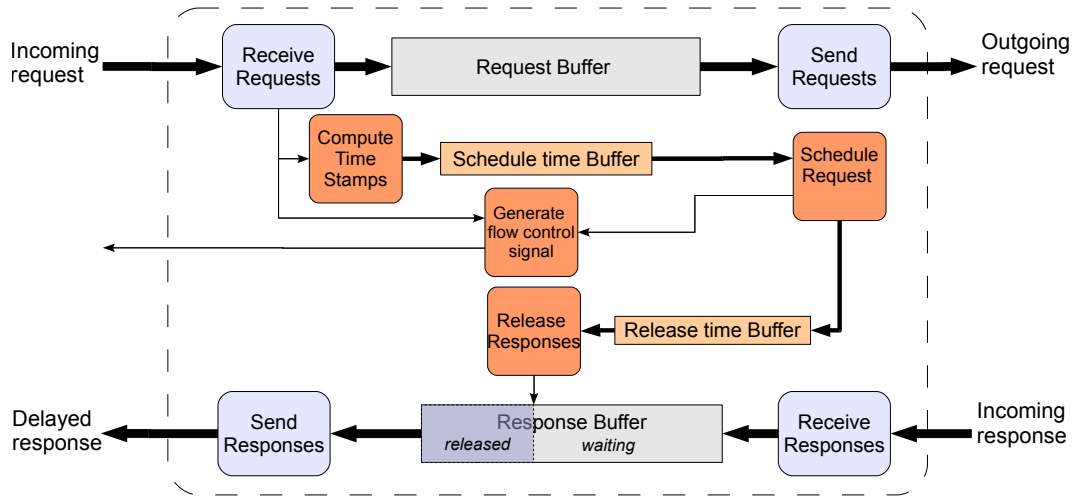 Incoming
request
Receive
Requests
Request Buffer
Send
Requests
Outgoing
request
Compute
Time
Stamps
Schedule time Buffer
Schedule
Request
Generate
flow control
signal
Release
Responses
Release time Buffer
Delayed
response
Send
Responses
Response Buffer
released
waiting
Receive
Responses
Incoming
response